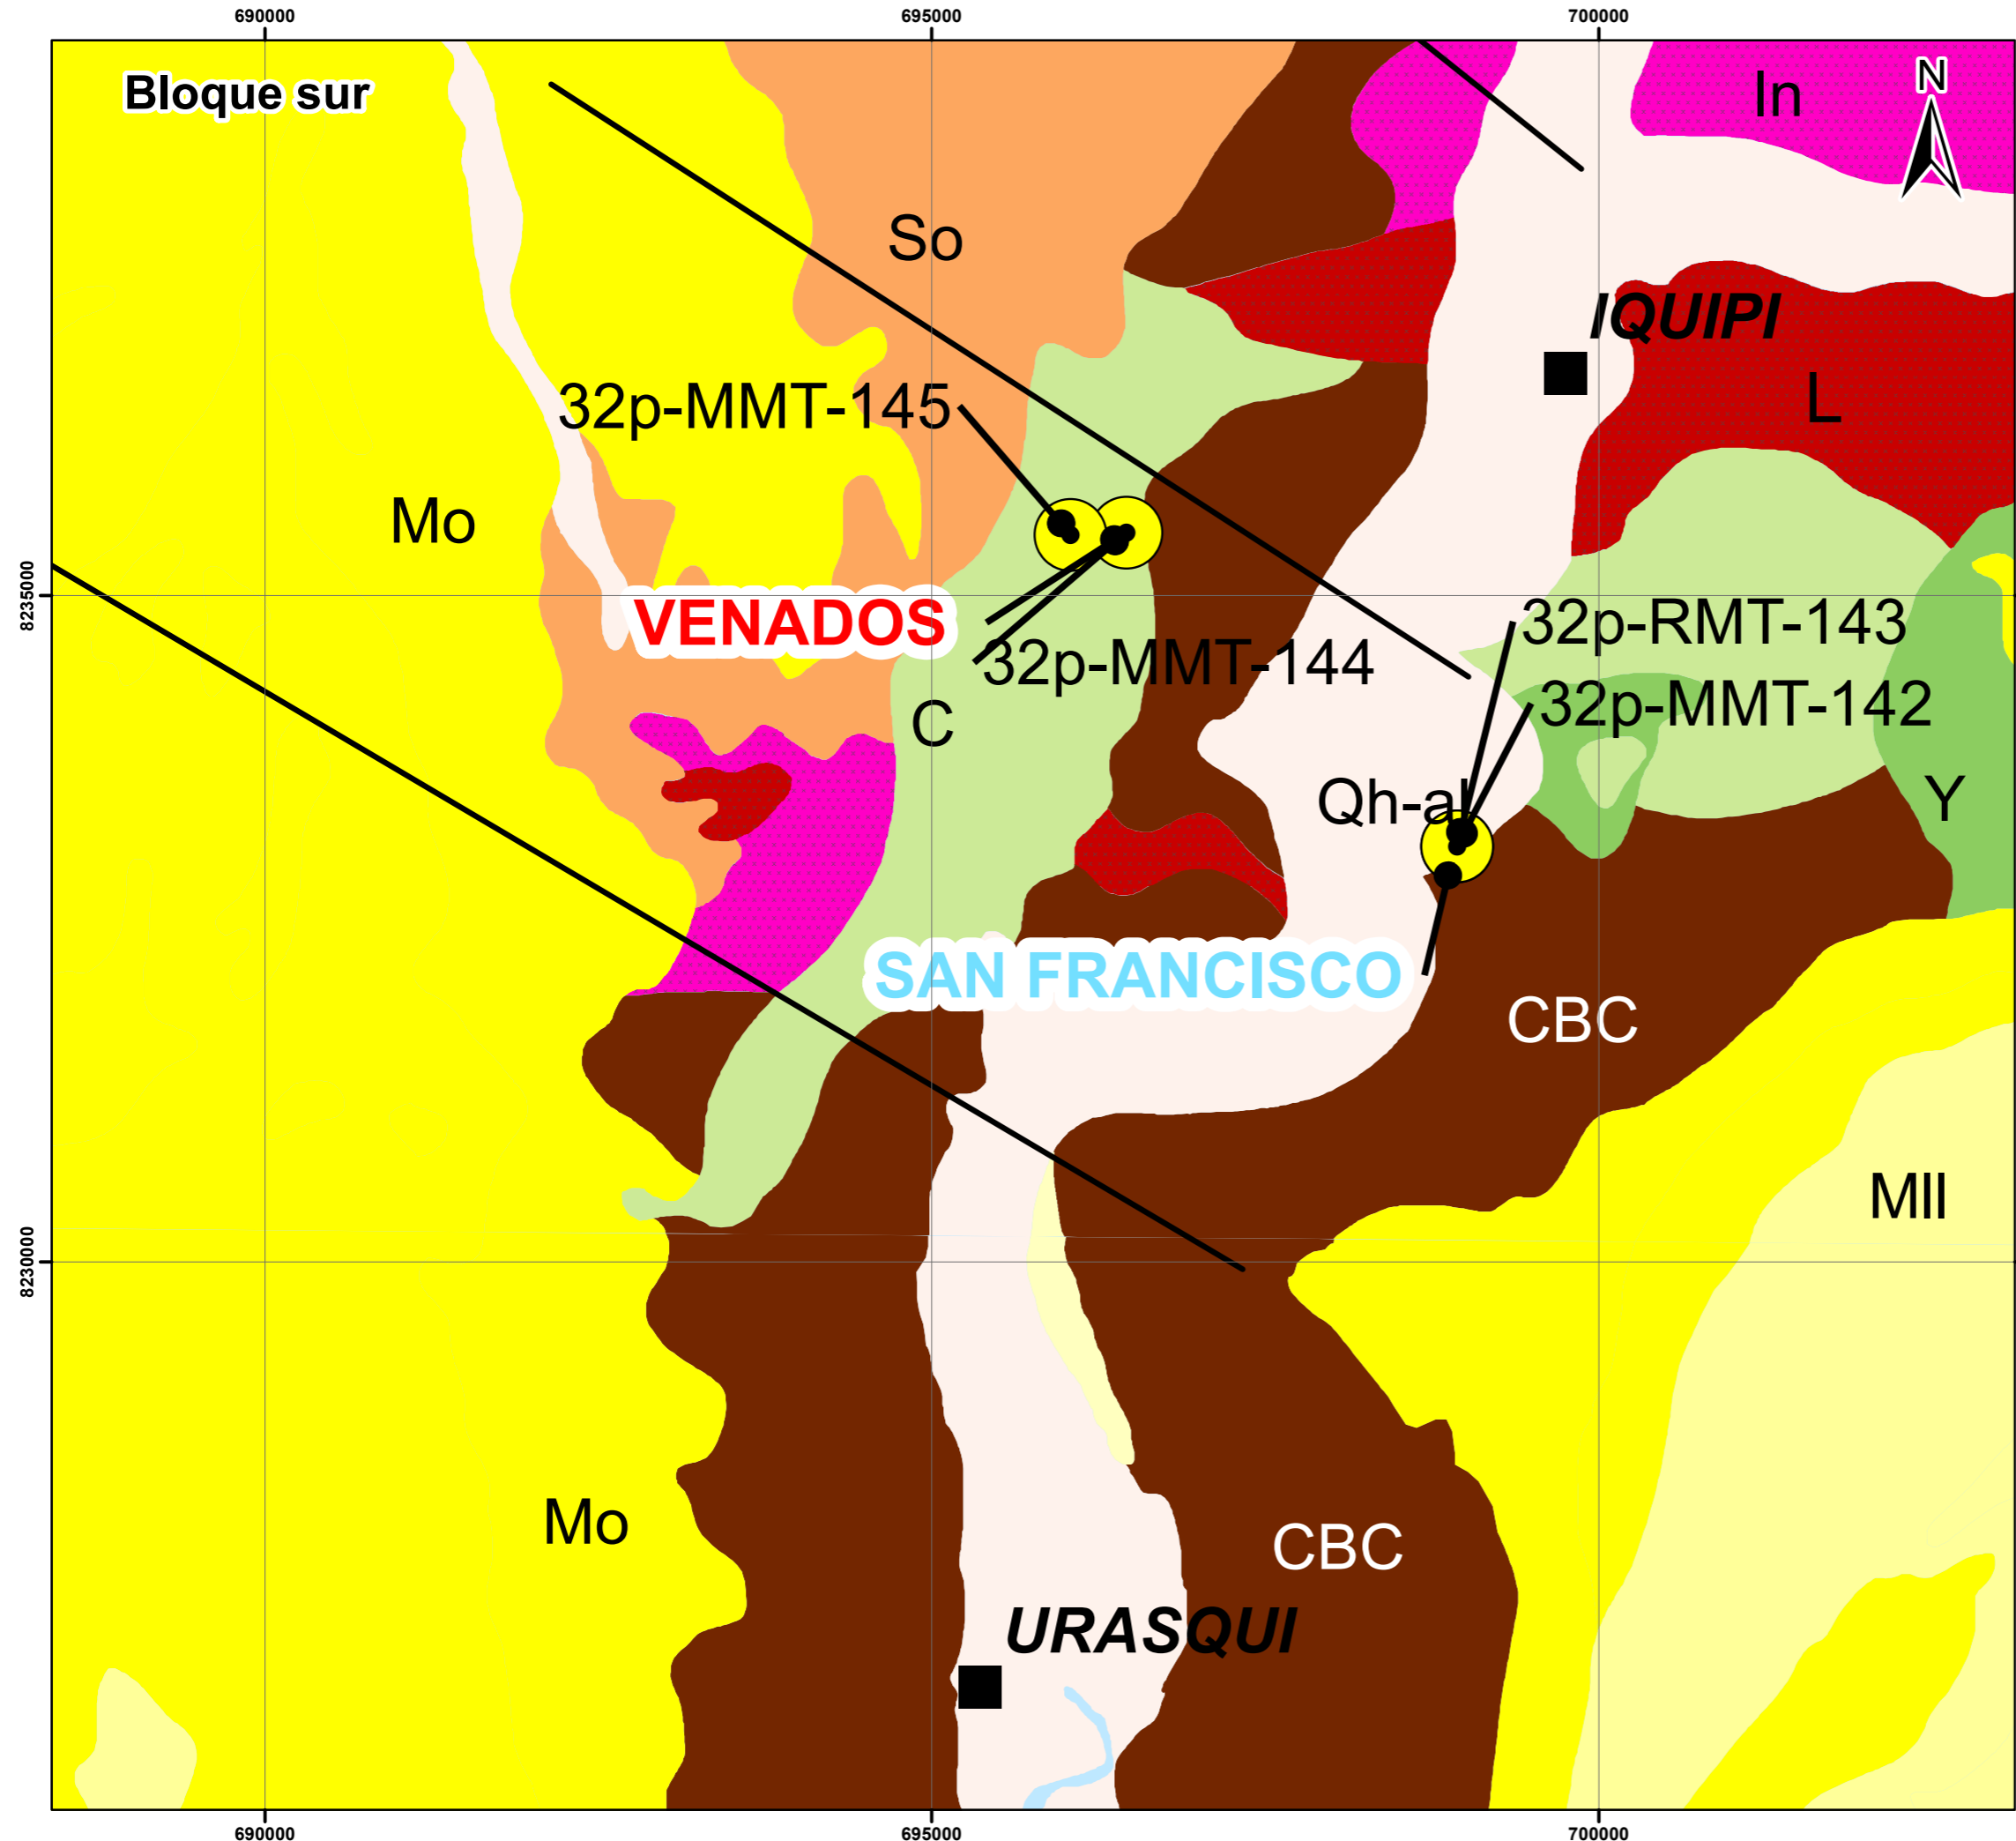 690000
695000
700000
Bloque sur
In
N
So
IQUIPI
32p-MMT-145
L
Mo
8235000
VENADOS
32p-RMT-143
32p-MMT-144
32p-MMT-142
C
Qh-al
Y
SAN FRANCISCO
CBC
MII
8230000
Mo
CBC
URASQUI
690000
695000
700000